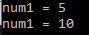 num1 = 5
num1 = 10